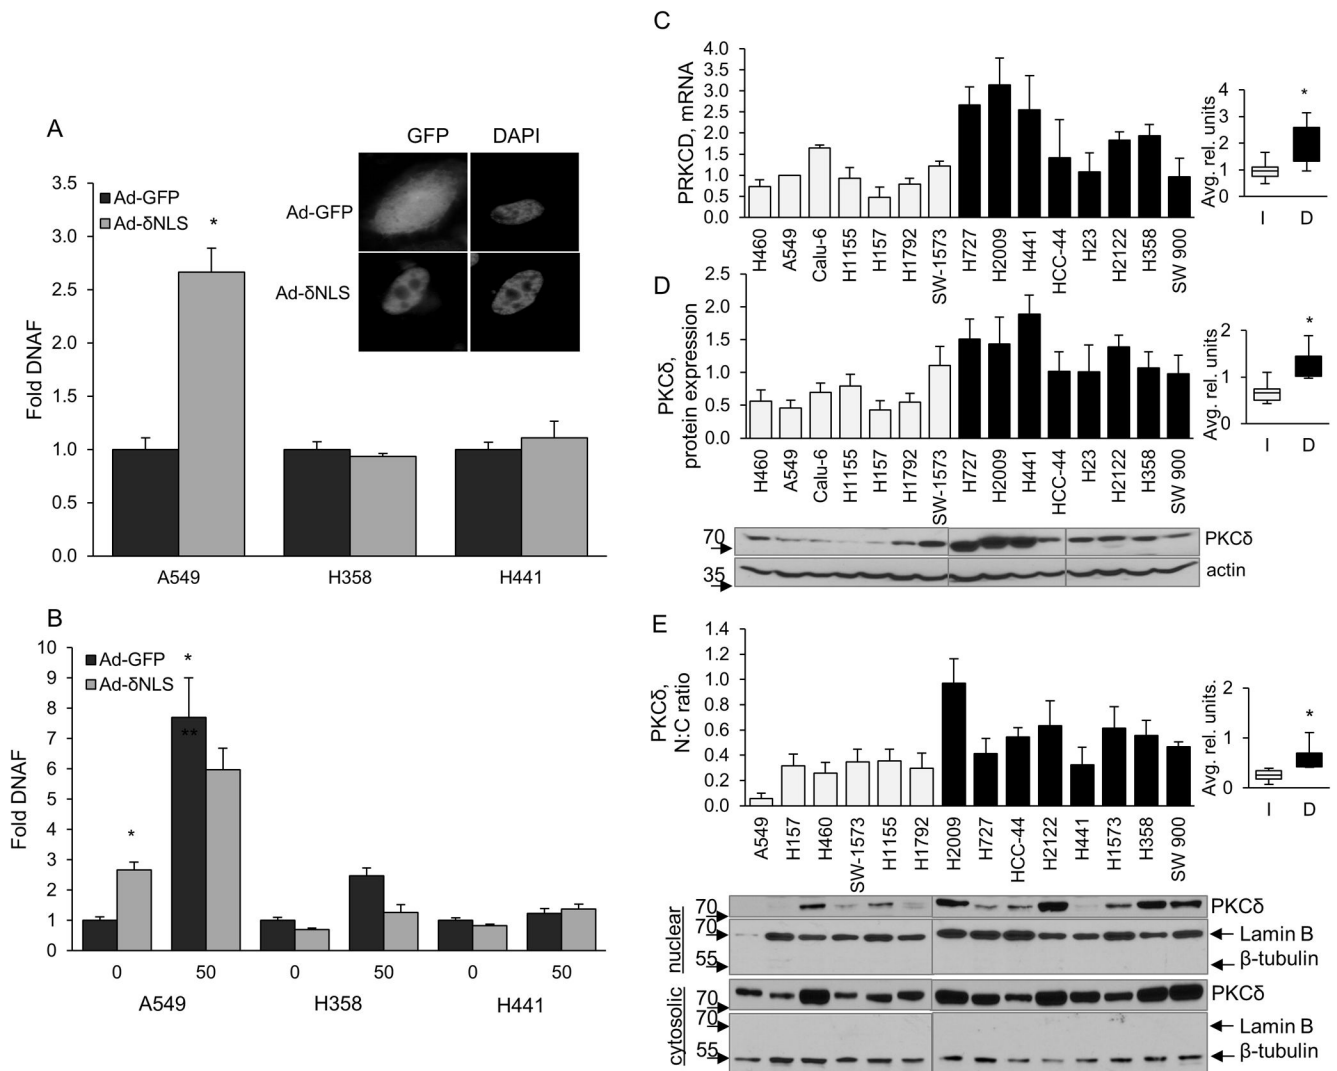 A
GFP DAPI
Ad-GFP
Ad-δNLS
Ad-GFP
Ad-δNLS
*
Fold DNAF
3.5
3.0
2.5
2.0
1.5
1.0
0.5
0.0
A549 H358 H441
B
Ad-GFP
Ad-δNLS
*
**
*
Fold DNAF
10
9
8
7
6
5
4
3
2
1
0
0 50 0 50 0 50
A549 H358 H441
C
PRKCD, mRNA
4.0
3.5
3.0
2.5
2.0
1.5
1.0
0.5
0.0
H460 A549 Calu-6 H1155 H157 H1792 SW-1573 H727 H2009 H441 HCC-44 H23 H2122 H358 SW 900
Avg. rel. units
4
3
2
1
0
*
I D
D
PKCδ,
protein expression
2.5
2.0
1.5
1.0
0.5
0.0
H460 A549 Calu-6 H1155 H157 H1792 SW-1573 H727 H2009 H441 HCC-44 H23 H2122 H358 SW 900
Avg. rel. units
2
1
0
*
I D
70 PKCδ
35 actin
E
PKCδ,
N:C ratio
1.4
1.2
1.0
0.8
0.6
0.4
0.2
0.0
A549 H157 H460 SW-1573 H1155 H1792 H2009 H727 HCC-44 H2122 H441 H1573 H358 SW 900
Avg. rel. units.
2
1
0
*
I D
nuclear
70 PKCδ
70 Lamin B
55 β-tubulin
cytosolic
70 PKCδ
70 Lamin B
55 β-tubulin